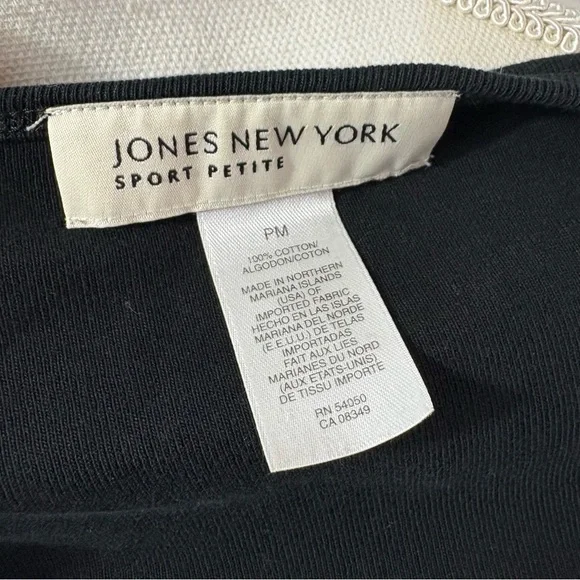 JONES NEW YORK
SPORT PETITE
PM
100% COTTON/
ALGODON/COTON
MADE IN NORTHERN
MARIANA ISLANDS
(USA) OF
IMPORTED FABRIC
HECHO EN LAS ISLAS
MARIANA DEL NORDE
(E.E.U.U.) DE TELAS
IMPORTADAS
FAIT AUX LIES
MARIANES DU NORD
(AUX ETATS-UNIS)
DE TISSU IMPORTE
RN 54050
CA 08349